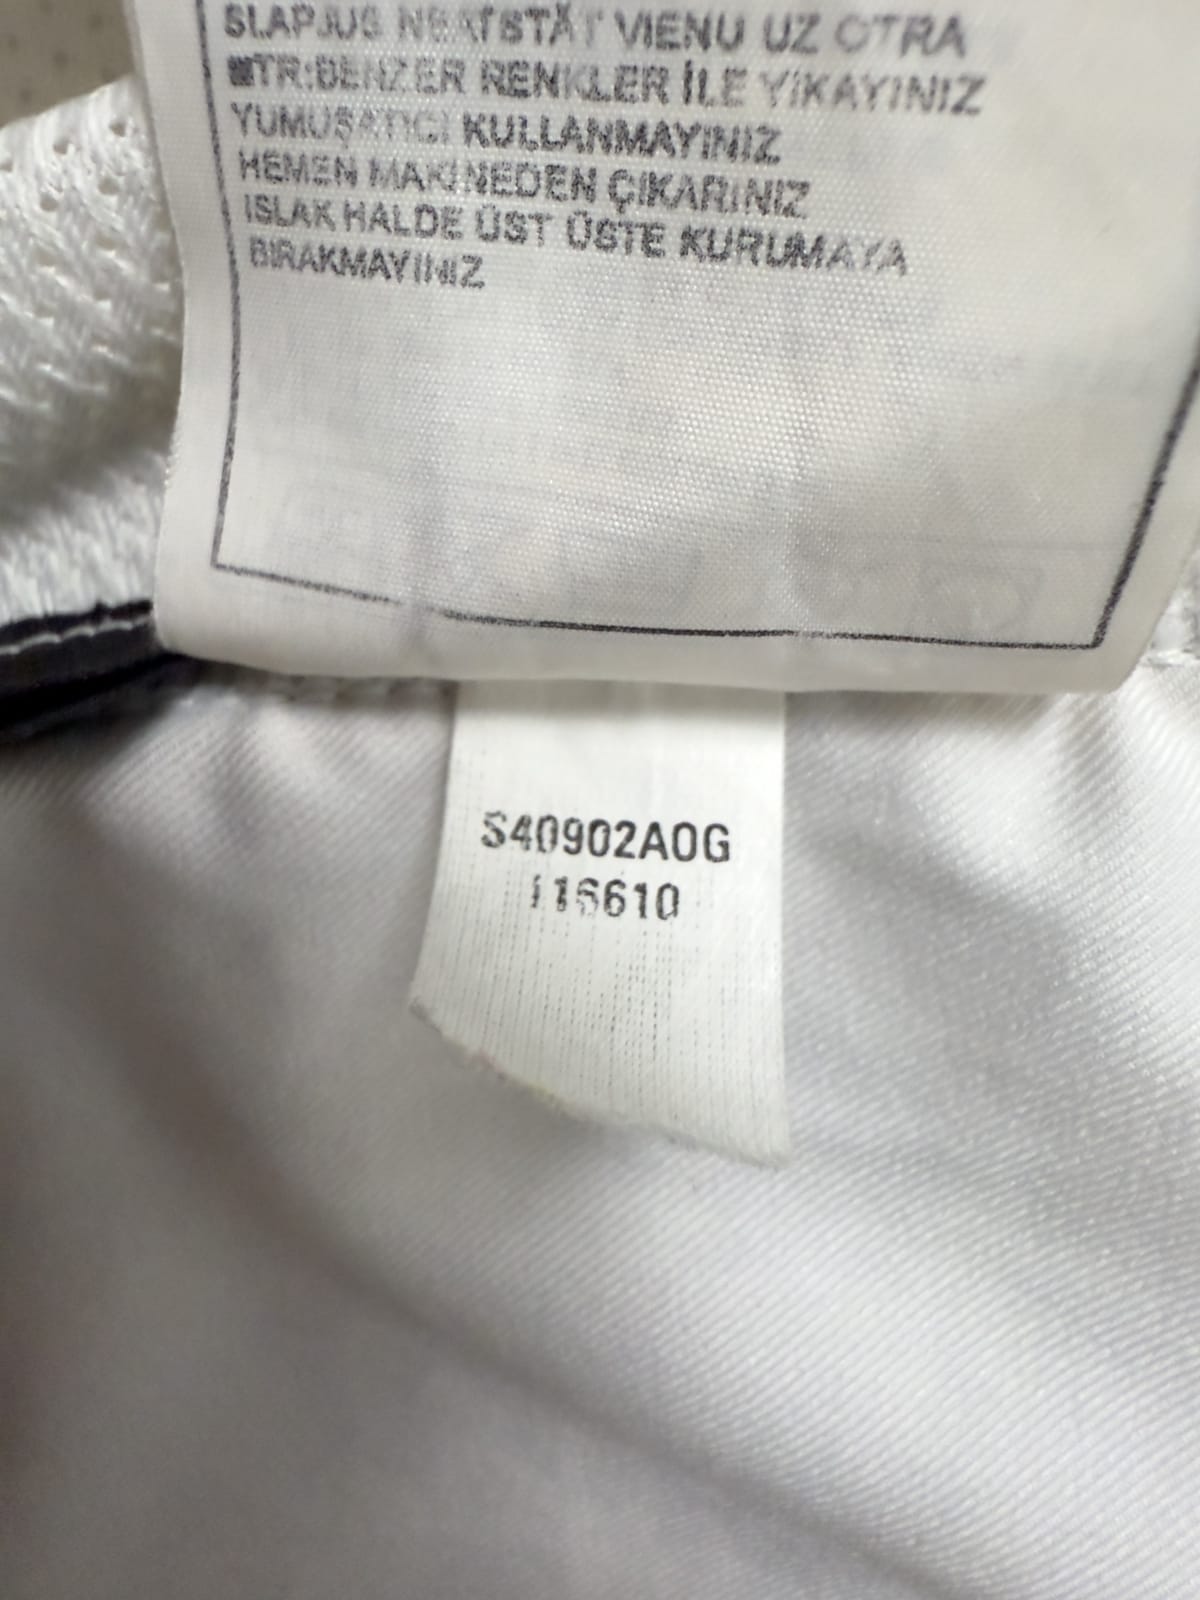 SLAPJUS NEATSTĀT VIENU UZ OTRA
■TR:BENZER RENKLER İLE YIKAYINIZ
YUMUŞATICI KULLANMAYINIZ
HEMEN MAKİNEDEN ÇIKARINIZ
ISLAK HALDE ÜST ÜSTE KURUMAYA
BIRAKMAYINIZ
S40902AOG
116610